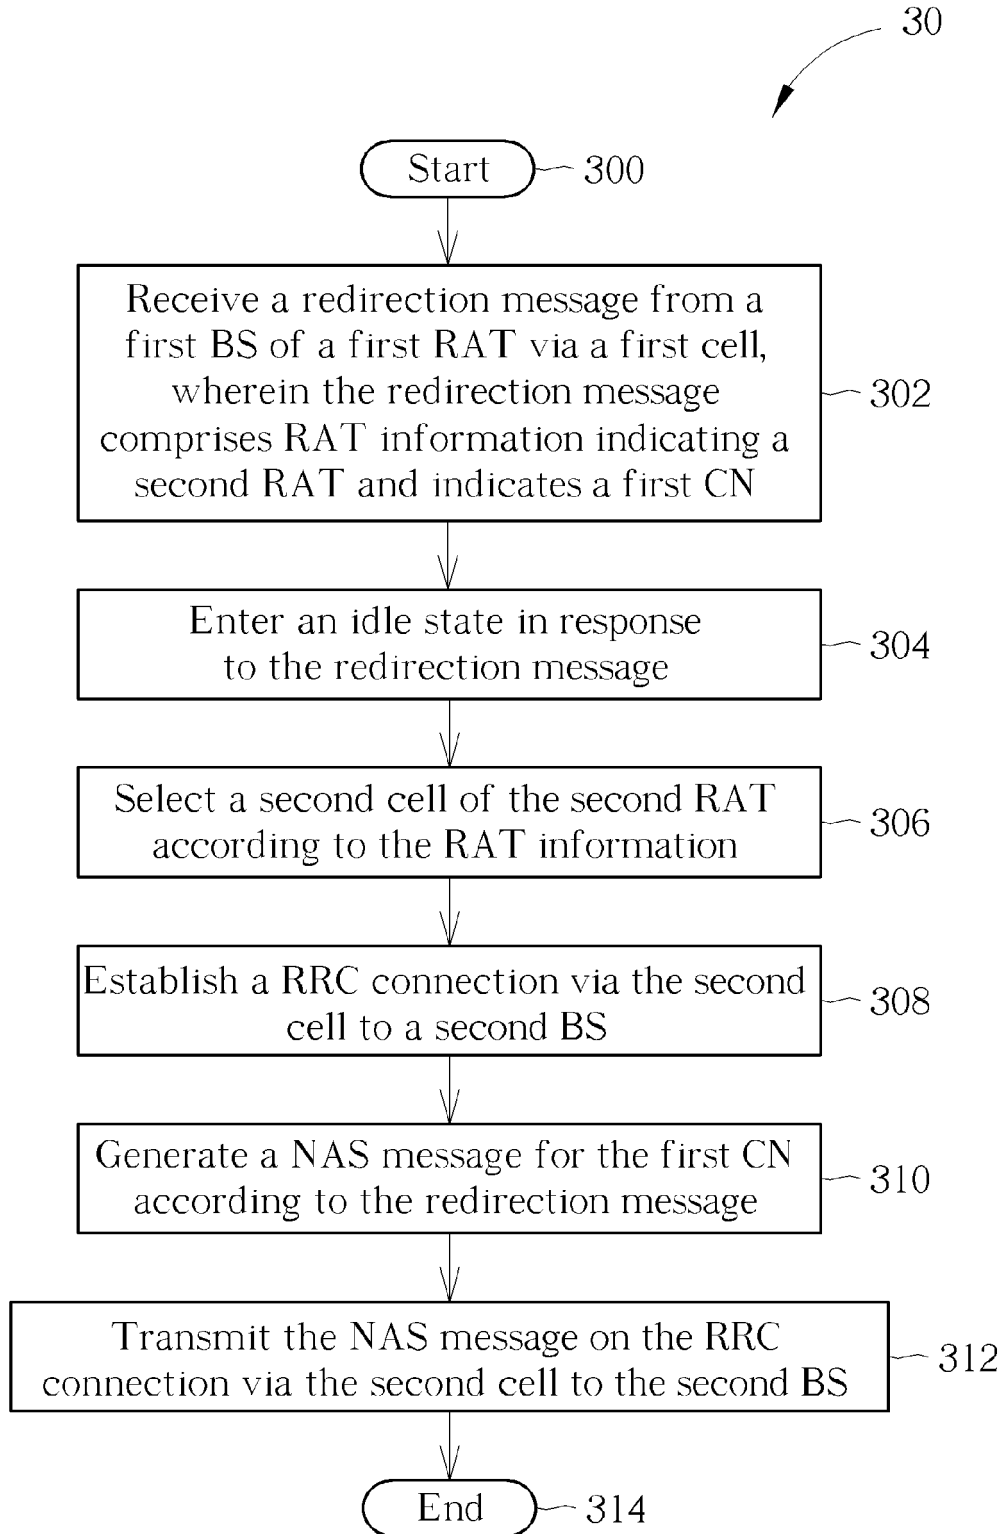 30
Start
300
Receive a redirection message from a
first BS of a first RAT via a first cell,
wherein the redirection message
comprises RAT information indicating a
second RAT and indicates a first CN
302
Enter an idle state in response
to the redirection message
304
Select a second cell of the second RAT
according to the RAT information
306
Establish a RRC connection via the second
cell to a second BS
308
Generate a NAS message for the first CN
according to the redirection message
310
Transmit the NAS message on the RRC
connection via the second cell to the second BS
312
End
314